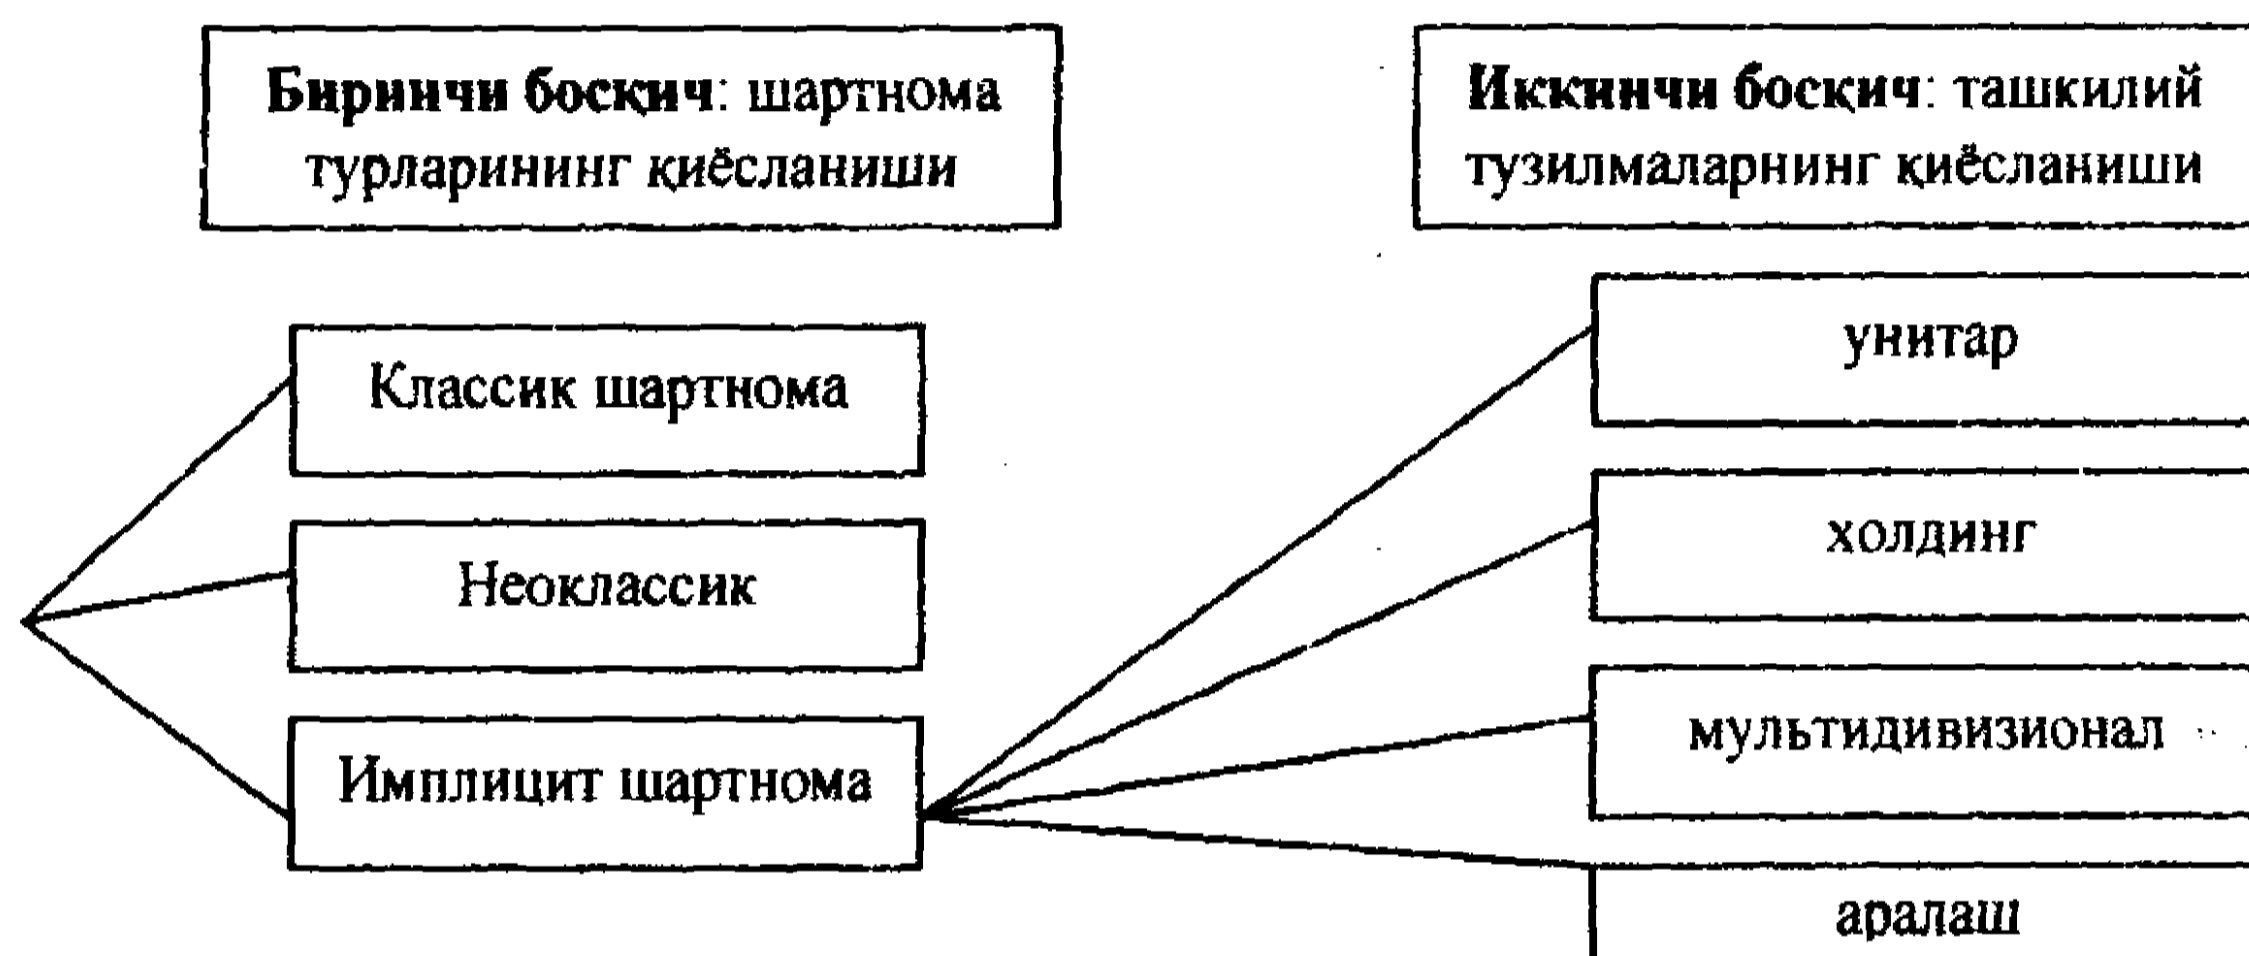 Биринчи босқич: шартнома
турларининг қиёсланиши
Иккинчи босқич: ташкилий
тузилмаларнинг қиёсланиши
Классик шартнома
Неоклассик
Имплицит шартнома
унитар
холдинг
мультидивизионал
аралаш